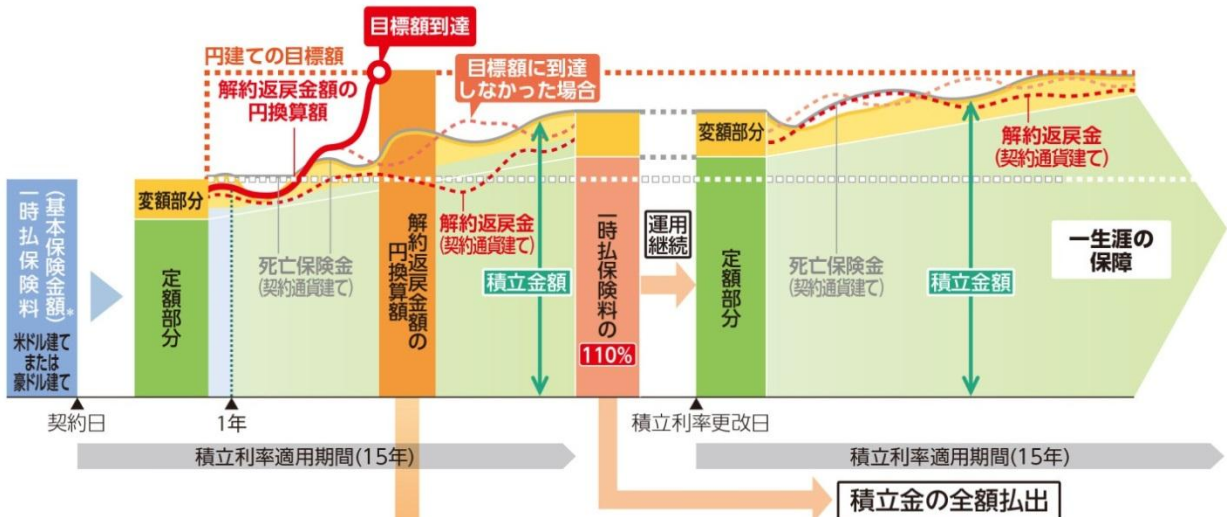 目標額到達
円建ての目標額
解約返戻金額の
円換算額
目標額に到達
しなかった場合
一時払保険料
(基本保険金額)*
米ドル建て
または
豪ドル建て
変額部分
定額部分
死亡保険金
(契約通貨建て)
解約返戻金額の
円換算額
解約返戻金
(契約通貨建て)
積立金額
一時払保険料の
110%
運用
継続
変額部分
定額部分
死亡保険金
(契約通貨建て)
積立金額
解約返戻金
(契約通貨建て)
一生涯の
保障
契約日
1年
積立利率更改日
積立利率適用期間(15年)
積立利率適用期間(15年)
積立金の全額払出